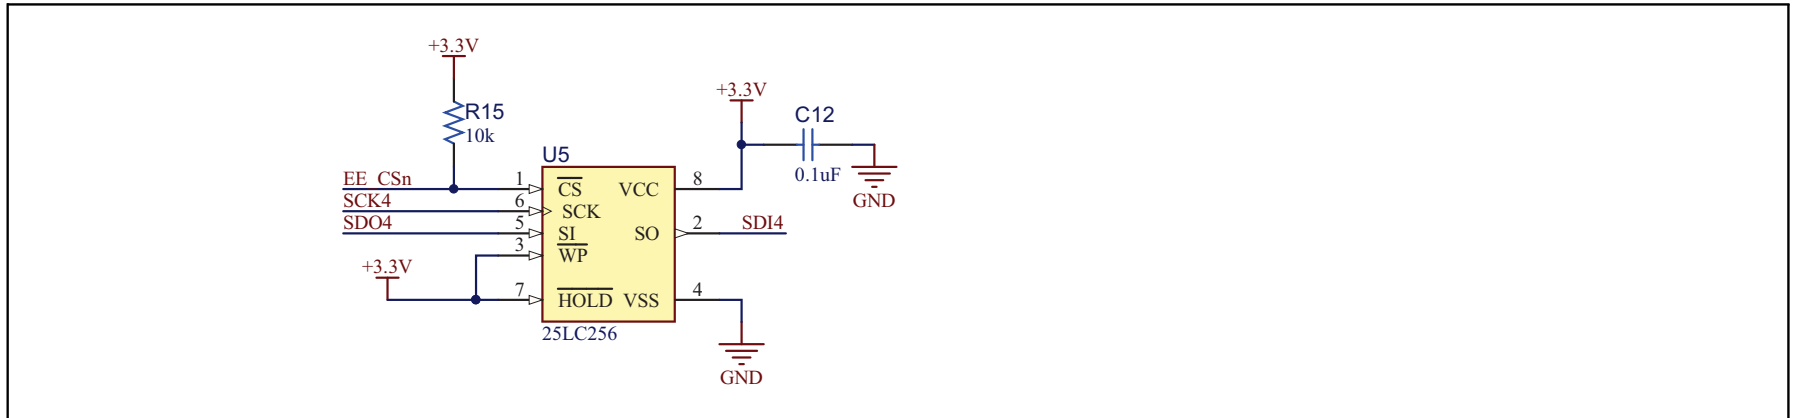 +3.3V
R15
10k
+3.3V
C12
0.1uF
GND
U5
EE_CSn
1
CS
VCC
8
SCK4
6
SCK
SDO4
5
SI
SO
2
SDI4
3
WP
+3.3V
7
HOLD
VSS
4
25LC256
GND